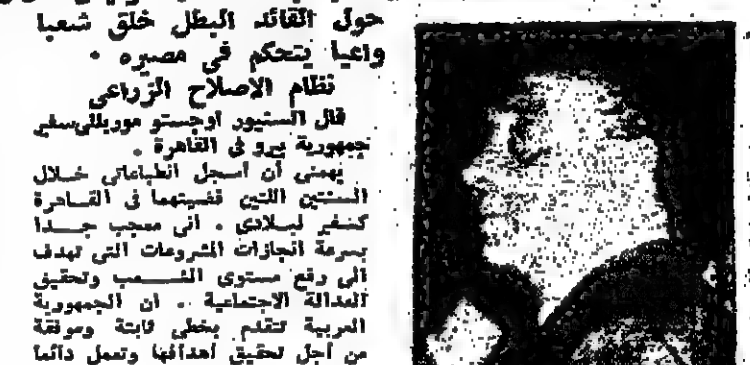 حول القائد البطل خلق شعبا
واعيا يتحكم في مصيره .
نظام الاصلاح الزراعي
قال السنيور اوجستو موريللي سفير
جمهورية بيرو في القاهرة .
يهمني أن أسجل انطباعاتي خلال
السنتين اللتين قضيتهما في القاهرة
كسفير لبلادي . اني معجب جدا
بسرعة انجازات المشروعات التي تهدف
الى رفع مستوى الشعب وتحقيق
العدالة الاجتماعية .. ان الجمهورية
العربية تتقدم بخطى ثابتة وموفقة
من أجل تحقيق أهدافها وتعمل دائما